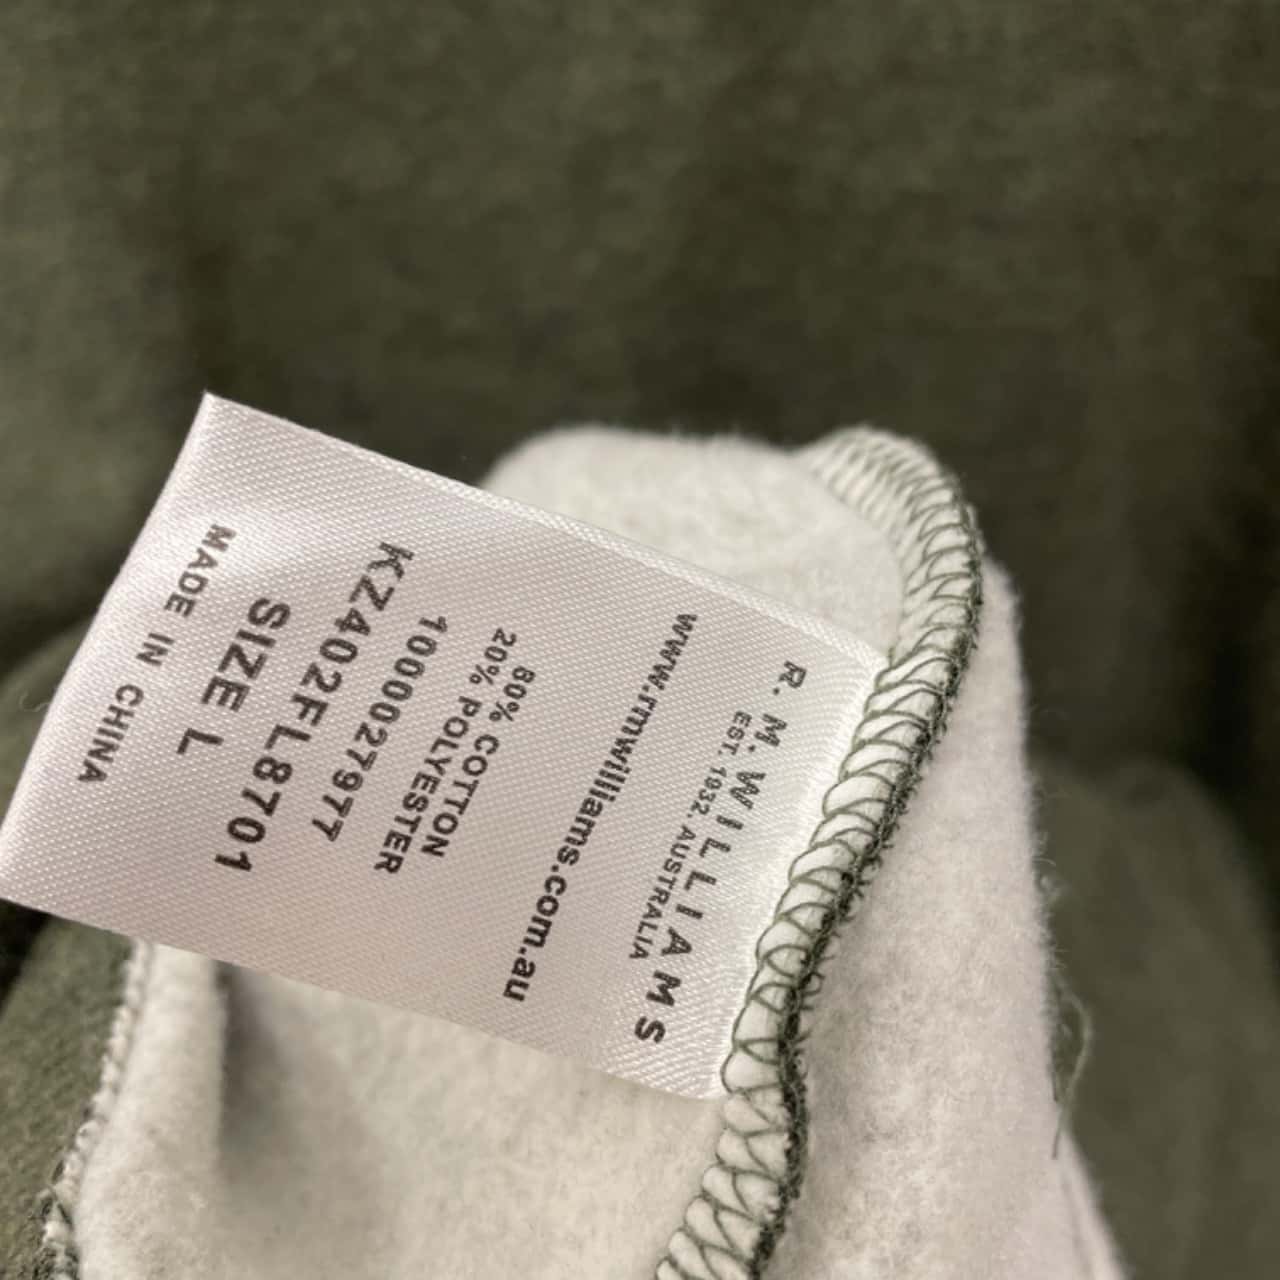 R. M. WILLIAMS
EST. 1932. AUSTRALIA
www.rmwilliams.com.au
80% COTTON
20% POLYESTER
1000027977
KZ402FL8701
SIZE L
MADE IN CHINA